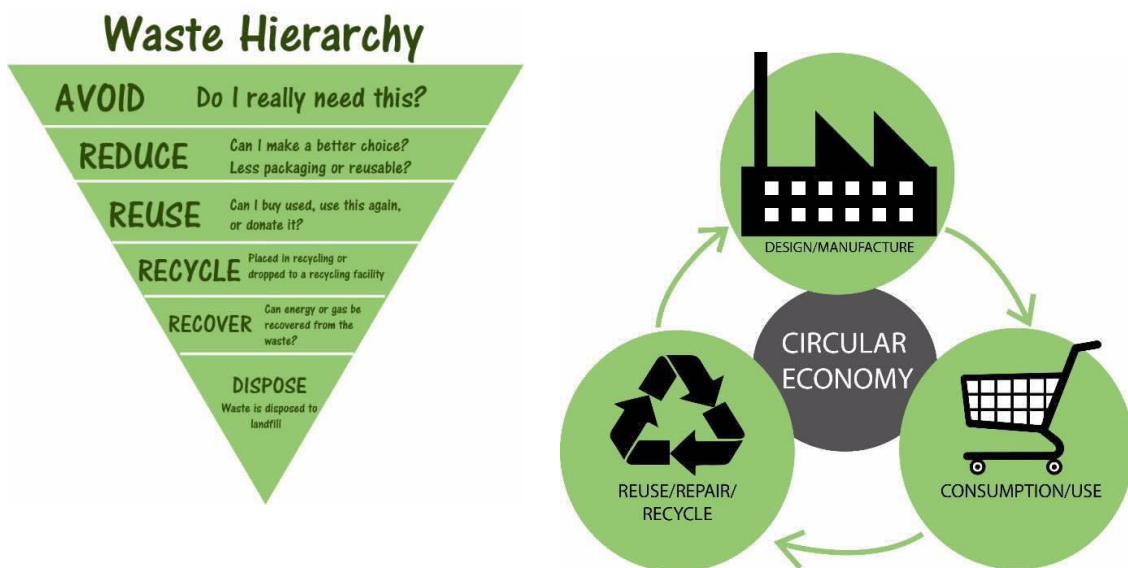 Waste Hierarchy
AVOID Do I really need this?
REDUCE Can I make a better choice?
Less packaging or reusable?
REUSE Can I buy used, use this again,
or donate it?
RECYCLE Placed in recycling or
dropped to a recycling facility
RECOVER Can energy or gas be
recovered from the
waste?
DISPOSE
Waste is disposed to
landfill
DESIGN/MANUFACTURE
CIRCULAR
ECONOMY
REUSE/REPAIR/
RECYCLE
CONSUMPTION/USE